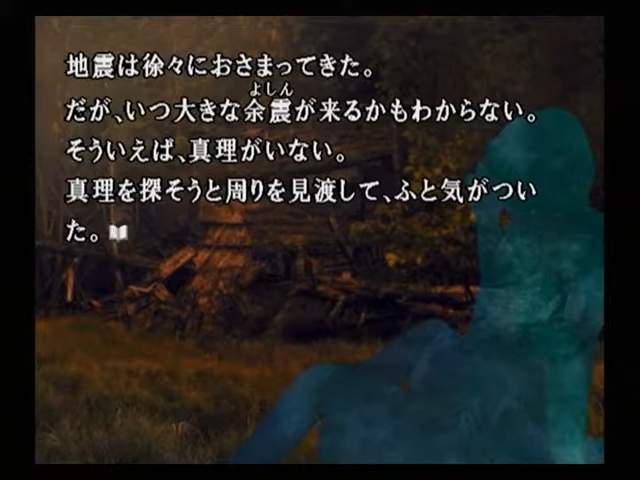 地震は徐々におさまってきた。
よしん
だが、いつ大きな余震が来るかもわからない。
そういえば、真理がいない。
真理を探そうと周りを見渡して、ふと気がつい
た。